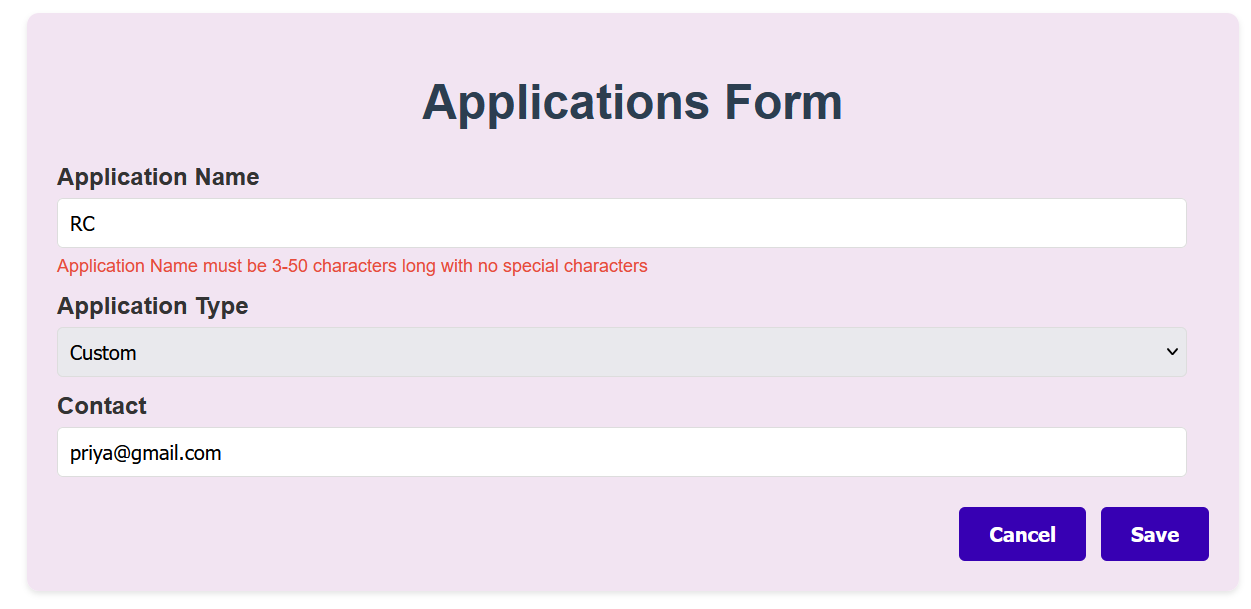 Applications Form
Application Name
RC
Application Name must be 3-50 characters long with no special characters
Application Type
Custom
Contact
priya@gmail.com
Cancel Save